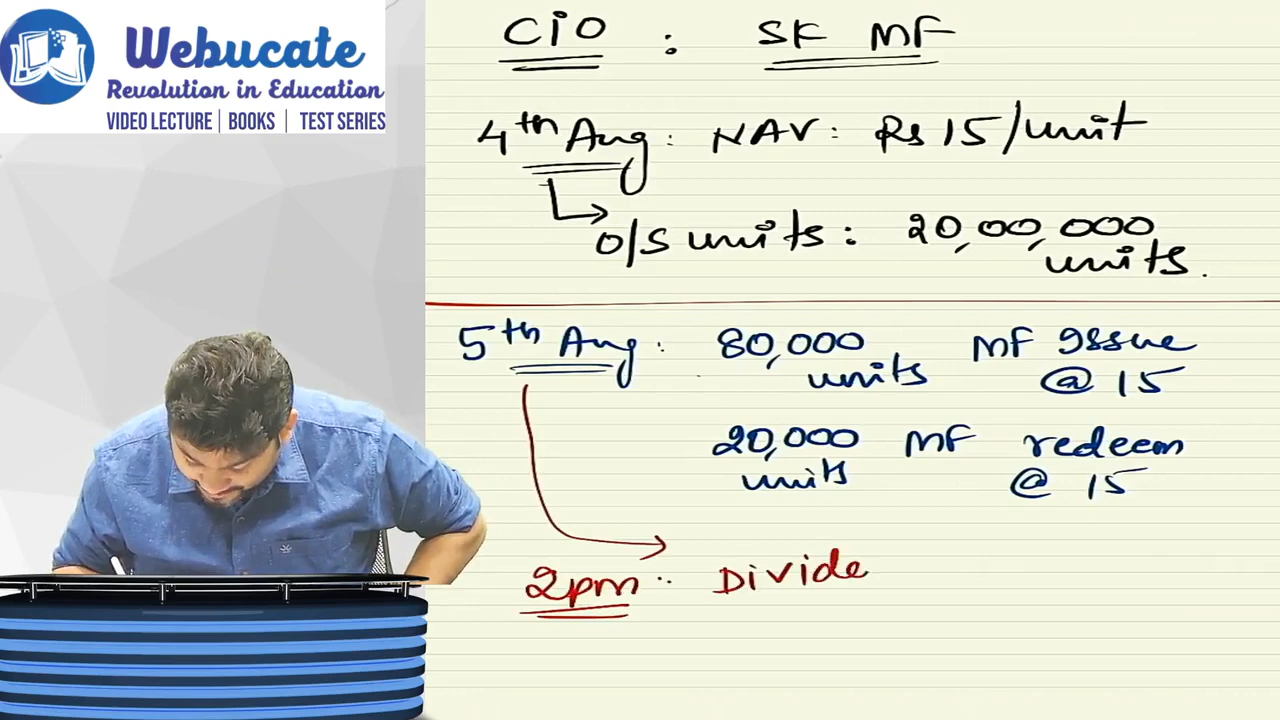 Webucate
Revolution in Education
VIDEO LECTURE | BOOKS | TEST SERIES
CiO : SK MF
4th Aug : NAV : Rs 15/unit
O/S units : 20,00,000
units.
5th Aug : 80,000 MF Issue
units @ 15
20,000 MF redeem
units @ 15
2pm : Divide